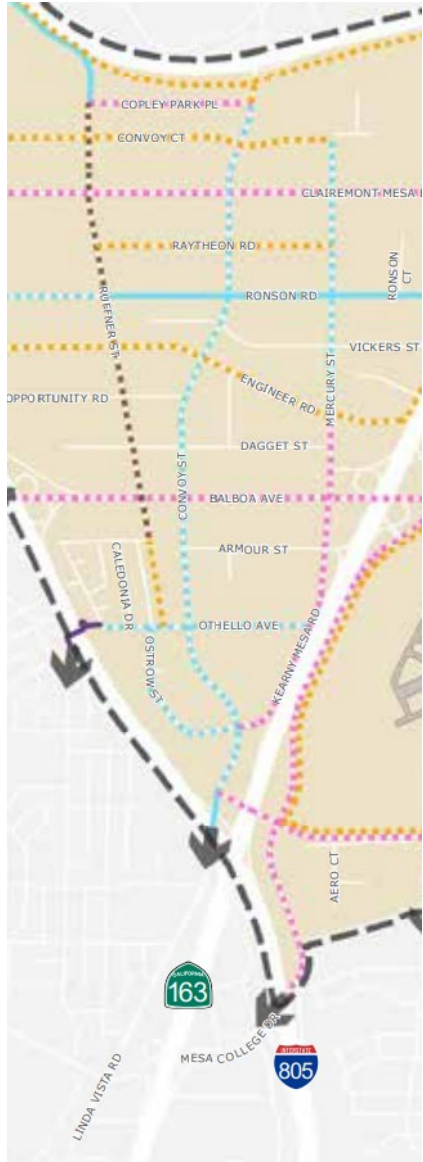 COPLEY PARK PL
CONVOY CT
CLAIREMONT MESA
RAYTHEON RD
RONSON CT
RUFFNER ST
RONSON RD
VICKERS ST
MERCURY ST
ENGINEER RD
OPPORTUNITY RD
DAGGET ST
CONVOY ST
BALBOA AVE
ARMOUR ST
CALEDONIA DR
OTHELLO AVE
OSTROW ST
KEARNY MESA RD
AERO CT
CALIFORNIA
163
MESA COLLEGE DR
INTERSTATE
805
LINDA VISTA RD